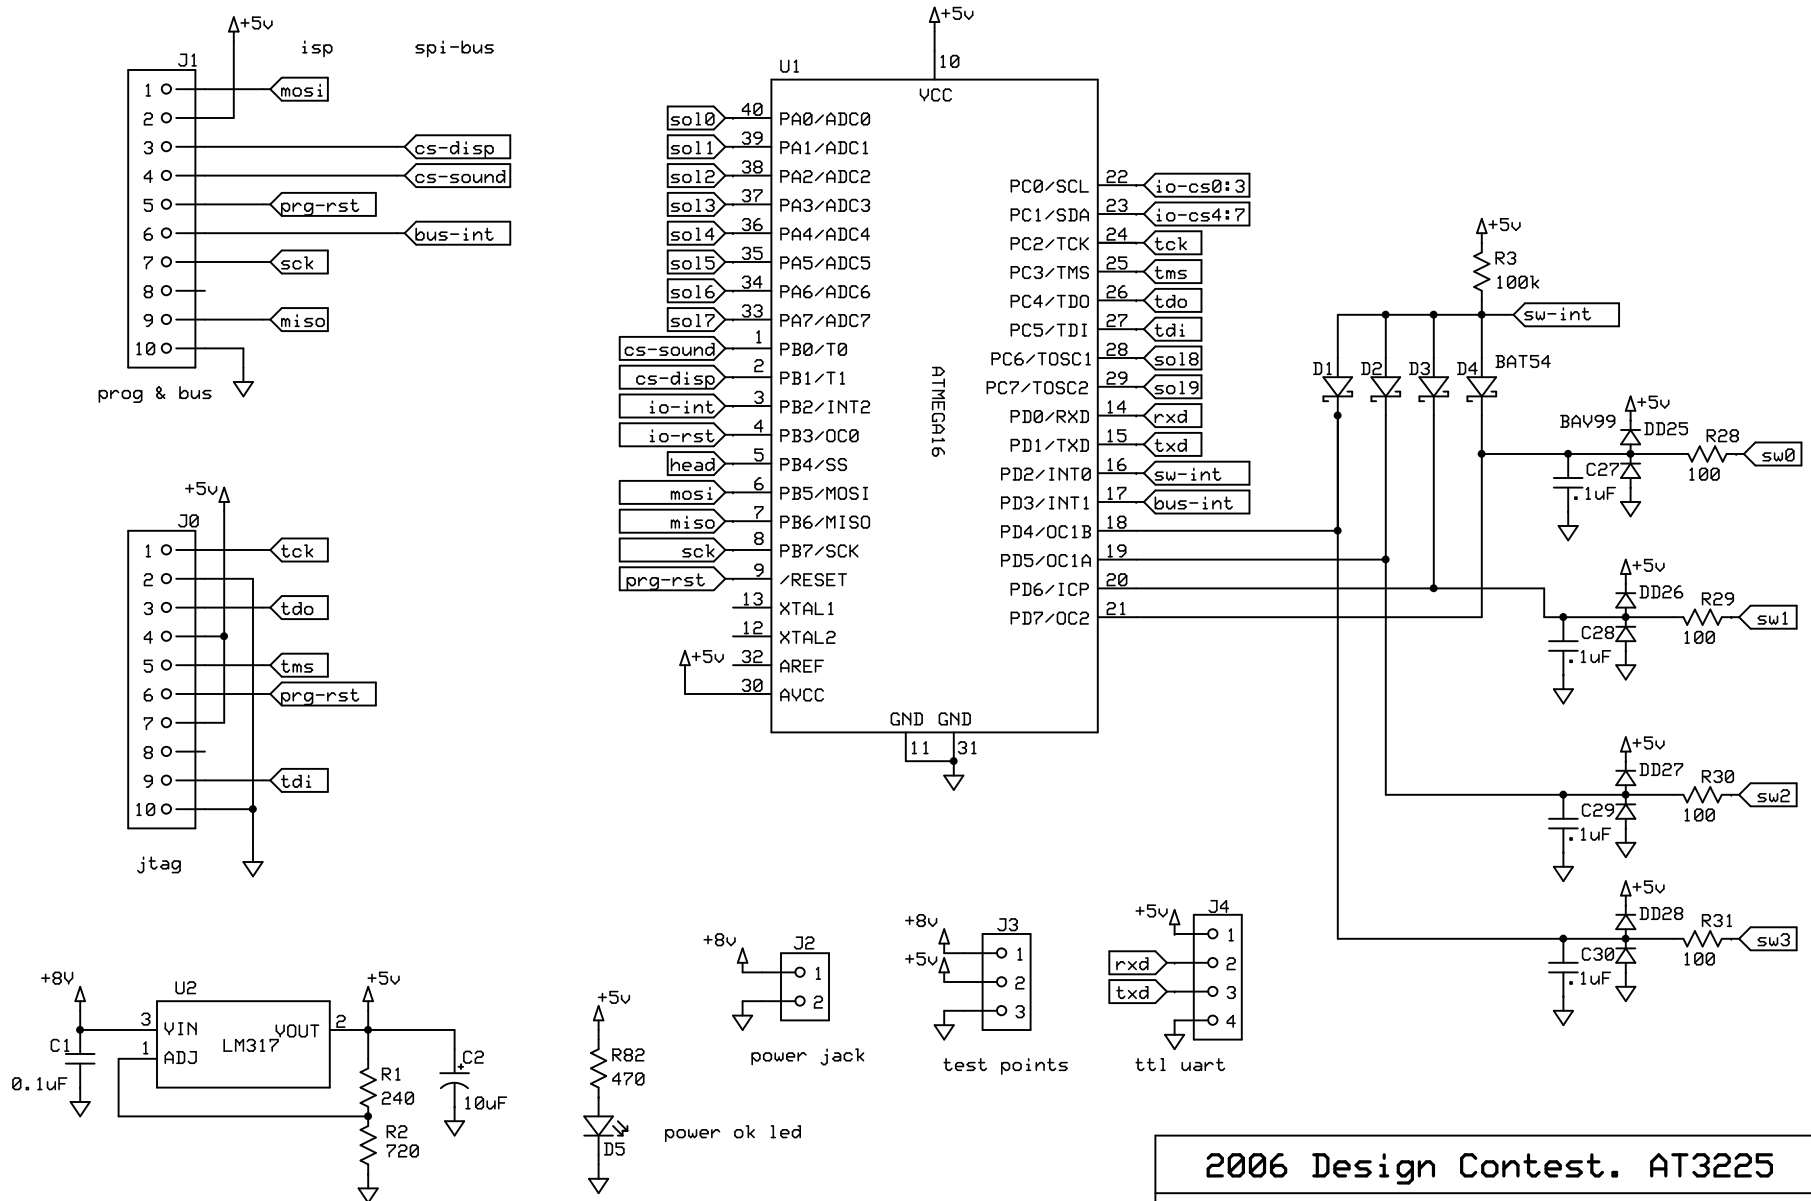 +5v
isp
spi-bus
J1
1
mosi
2
3
cs-disp
4
cs-sound
5
prg-rst
6
bus-int
7
sck
8
9
miso
10
prog & bus
+5v
J0
1
tck
2
3
tdo
4
5
tms
6
prg-rst
7
8
9
tdi
10
jtag
+5v
10
U1
VCC
ATMEGA16
sol0 40 PA0/ADC0
sol1 39 PA1/ADC1
sol2 38 PA2/ADC2
sol3 37 PA3/ADC3
sol4 36 PA4/ADC4
sol5 35 PA5/ADC5
sol6 34 PA6/ADC6
sol7 33 PA7/ADC7
cs-sound 1 PB0/T0
cs-disp 2 PB1/T1
io-int 3 PB2/INT2
io-rst 4 PB3/OC0
head 5 PB4/SS
mosi 6 PB5/MOSI
miso 7 PB6/MISO
sck 8 PB7/SCK
prg-rst 9 /RESET
13 XTAL1
12 XTAL2
+5v 32 AREF
30 AVCC
GND GND
11 31
PC0/SCL 22 io-cs0:3
PC1/SDA 23 io-cs4:7
PC2/TCK 24 tck
PC3/TMS 25 tms
PC4/TDO 26 tdo
PC5/TDI 27 tdi
PC6/TOSC1 28 sol8
PC7/TOSC2 29 sol9
PD0/RXD 14 rxd
PD1/TXD 15 txd
PD2/INT0 16 sw-int
PD3/INT1 17 bus-int
PD4/OC1B 18
PD5/OC1A 19
PD6/ICP 20
PD7/OC2 21
+5v
R3
100k
sw-int
D1 D2 D3 D4 BAT54
+5v
BAV99 DD25 R28
sw0
C27 100
.1uF
+5v
DD26 R29
sw1
C28 100
.1uF
+5v
DD27 R30
sw2
C29 100
.1uF
+5v
DD28 R31
sw3
C30 100
.1uF
+8V
U2
+5v
3 VIN VOUT 2
LM317
1 ADJ
C1
0.1uF
R1
240
C2
+
10uF
R2
720
+5v
R82
470
D5
power ok led
+8v
J2
1
2
power jack
+8v
J3
1
+5v
2
3
test points
+5v
J4
1
rxd 2
txd 3
4
ttl uart
2006 Design Contest. AT3225